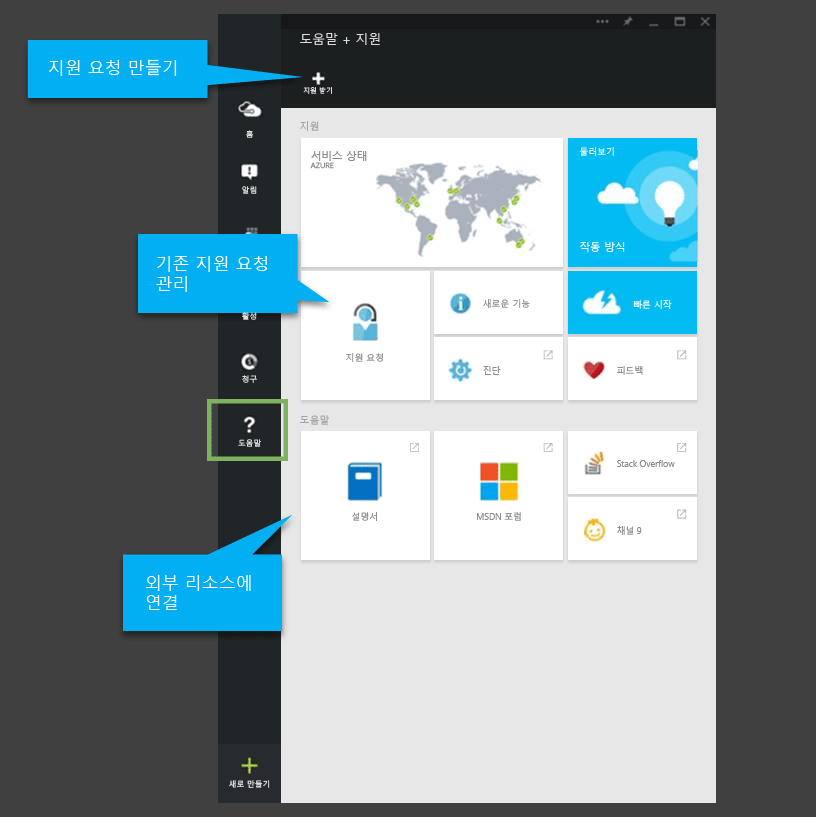 도움말 + 지원
지원 요청 만들기
지원 받기
홈
알림
활성
청구
도움말
새로 만들기
기존 지원 요청
관리
외부 리소스에
연결
지원
서비스 상태
AZURE
둘러보기
작동 방식
지원 요청
새로운 기능
빠른 시작
진단
피드백
도움말
설명서
MSDN 포럼
Stack Overflow
채널 9